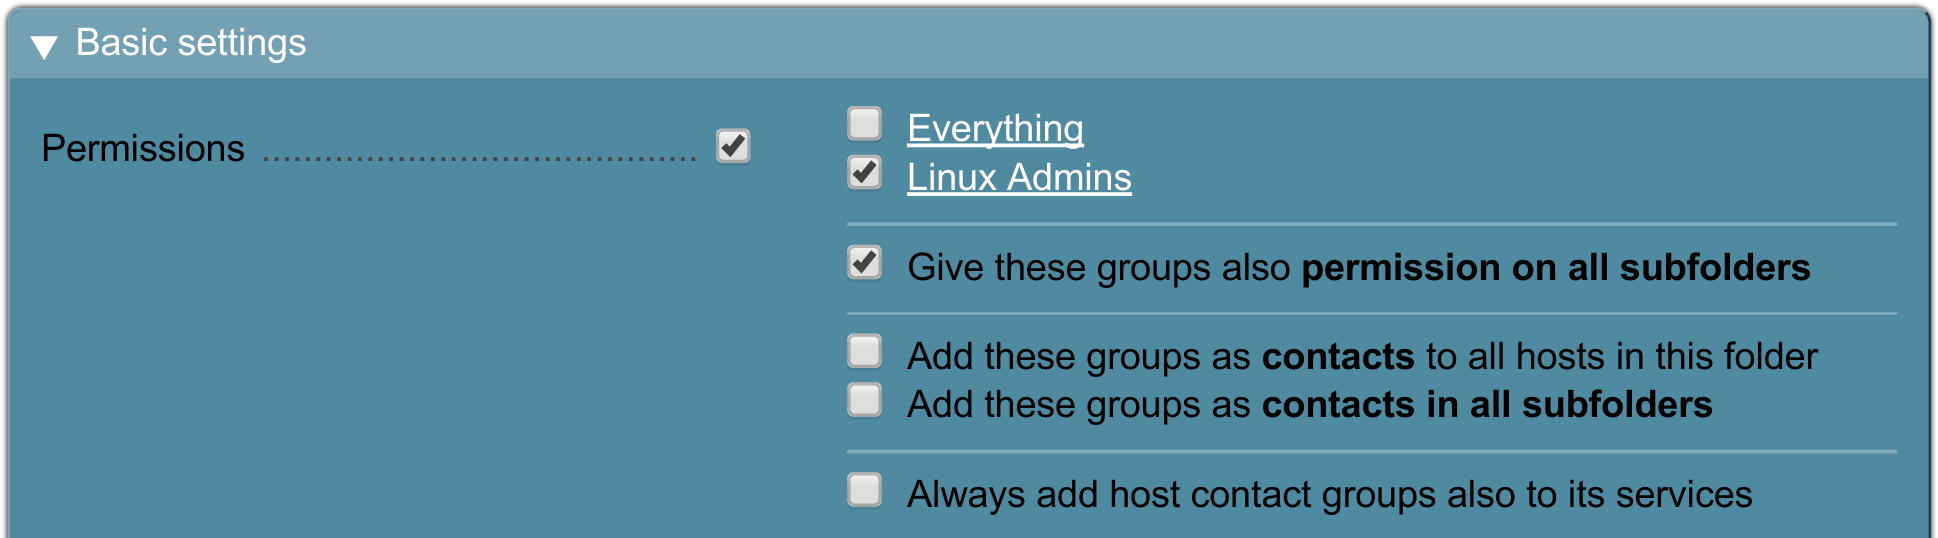 Basic settings
Permissions
Everything
Linux Admins
Give these groups also permission on all subfolders
Add these groups as contacts to all hosts in this folder
Add these groups as contacts in all subfolders
Always add host contact groups also to its services